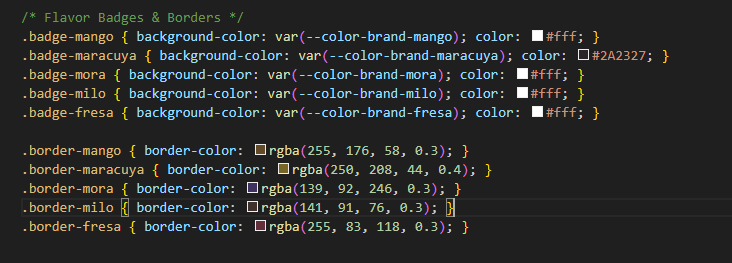 /* Flavor Badges & Borders */
.badge-mango { background-color: var(--color-brand-mango); color: #fff; }
.badge-maracuya { background-color: var(--color-brand-maracuya); color: #2A2327; }
.badge-mora { background-color: var(--color-brand-mora); color: #fff; }
.badge-milo { background-color: var(--color-brand-milo); color: #fff; }
.badge-fresa { background-color: var(--color-brand-fresa); color: #fff; }
.border-mango { border-color: rgba(255, 176, 58, 0.3); }
.border-maracuya { border-color: rgba(250, 208, 44, 0.4); }
.border-mora { border-color: rgba(139, 92, 246, 0.3); }
.border-milo { border-color: rgba(141, 91, 76, 0.3); }
.border-fresa { border-color: rgba(255, 83, 118, 0.3); }